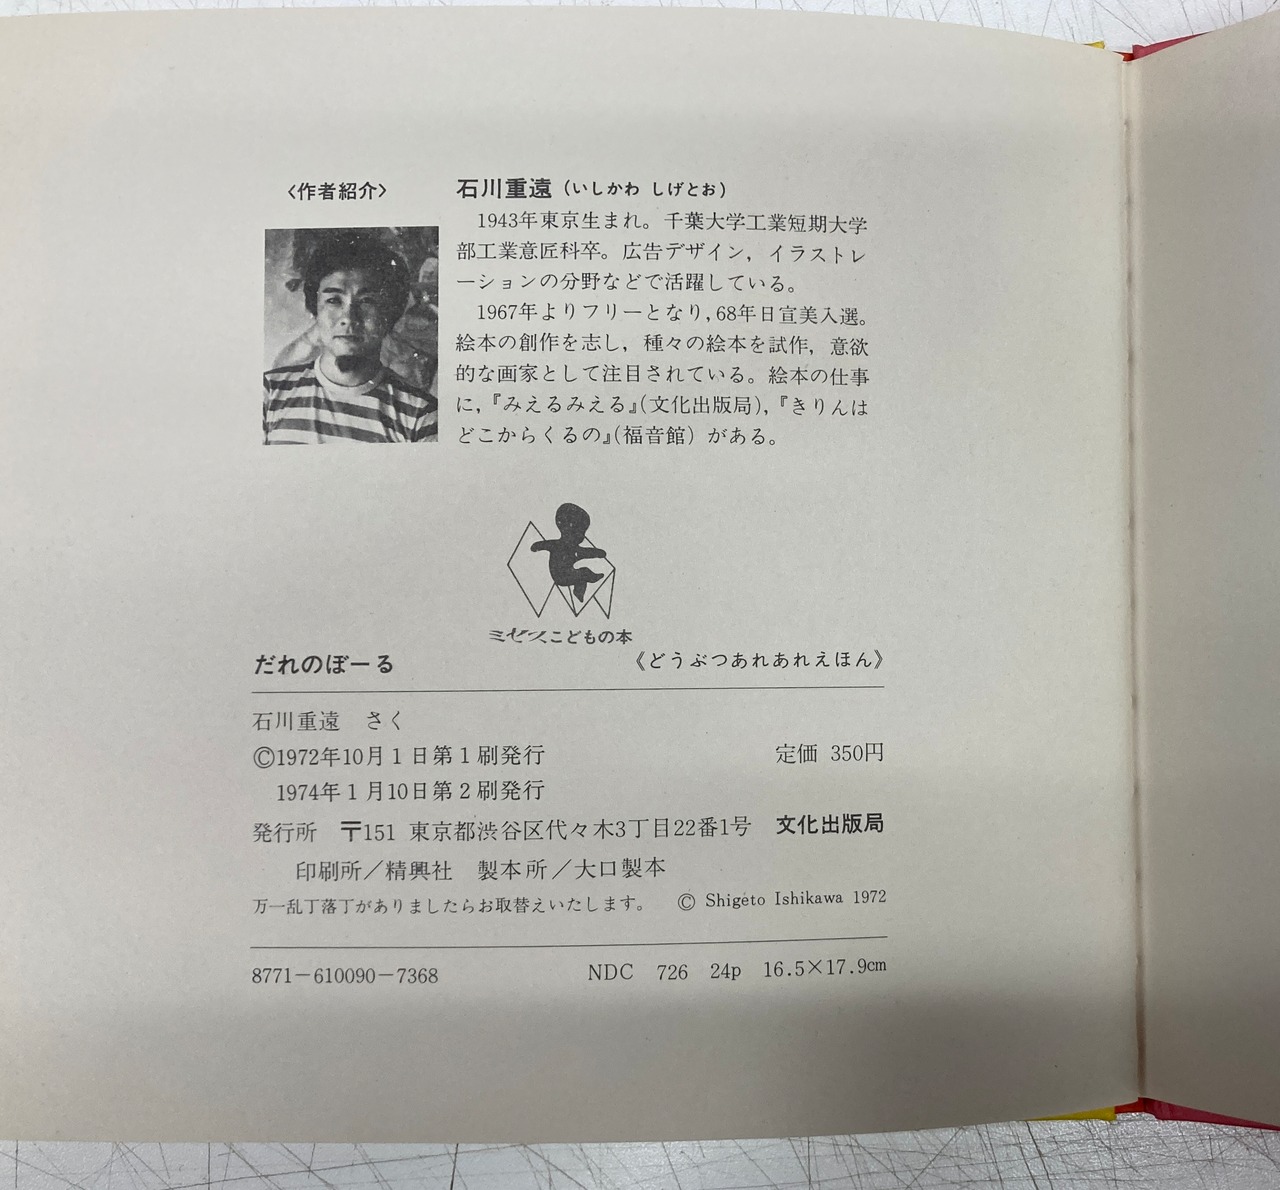 〈作者紹介〉
石川重遠（いしかわ しげとお）
1943年東京生まれ。千葉大学工業短期大学
部工業意匠科卒。広告デザイン，イラストレ
ーションの分野などで活躍している。
1967年よりフリーとなり，68年日宣美入選。
絵本の創作を志し，種々の絵本を試作，意欲
的な画家として注目されている。絵本の仕事
に，『みえるみえる』（文化出版局），『きりんは
どこからくるの』（福音館）がある。
ミセスこどもの本
だれのぼーる 《どうぶつあれあれえほん》
石川重遠 さく
©1972年10月1日第1刷発行 定価 350円
1974年1月10日第2刷発行
発行所 〒151 東京都渋谷区代々木3丁目22番1号 文化出版局
印刷所／精興社 製本所／大口製本
万一乱丁落丁がありましたらお取替えいたします。 © Shigeto Ishikawa 1972
8771－610090－7368 NDC 726 24p 16.5×17.9cm